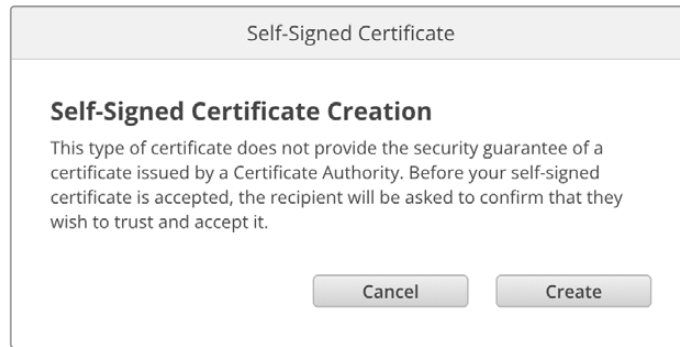 Self-Signed Certificate
Self-Signed Certificate Creation
This type of certificate does not provide the security guarantee of a
certificate issued by a Certificate Authority. Before your self-signed
certificate is accepted, the recipient will be asked to confirm that they
wish to trust and accept it.
Cancel Create